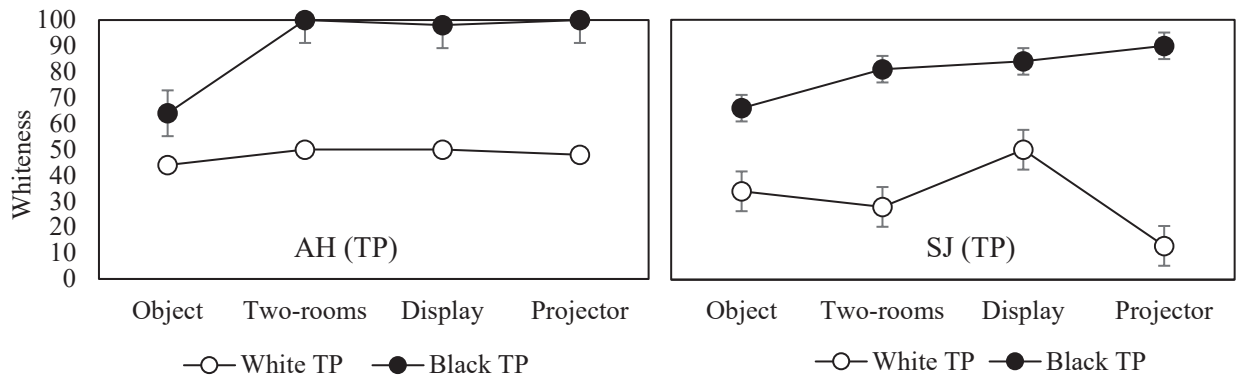 100
90
80
70
60
50
40
30
20
10
0
Whiteness
AH (TP)
SJ (TP)
Object Two-rooms Display Projector
Object Two-rooms Display Projector
White TP Black TP
White TP Black TP